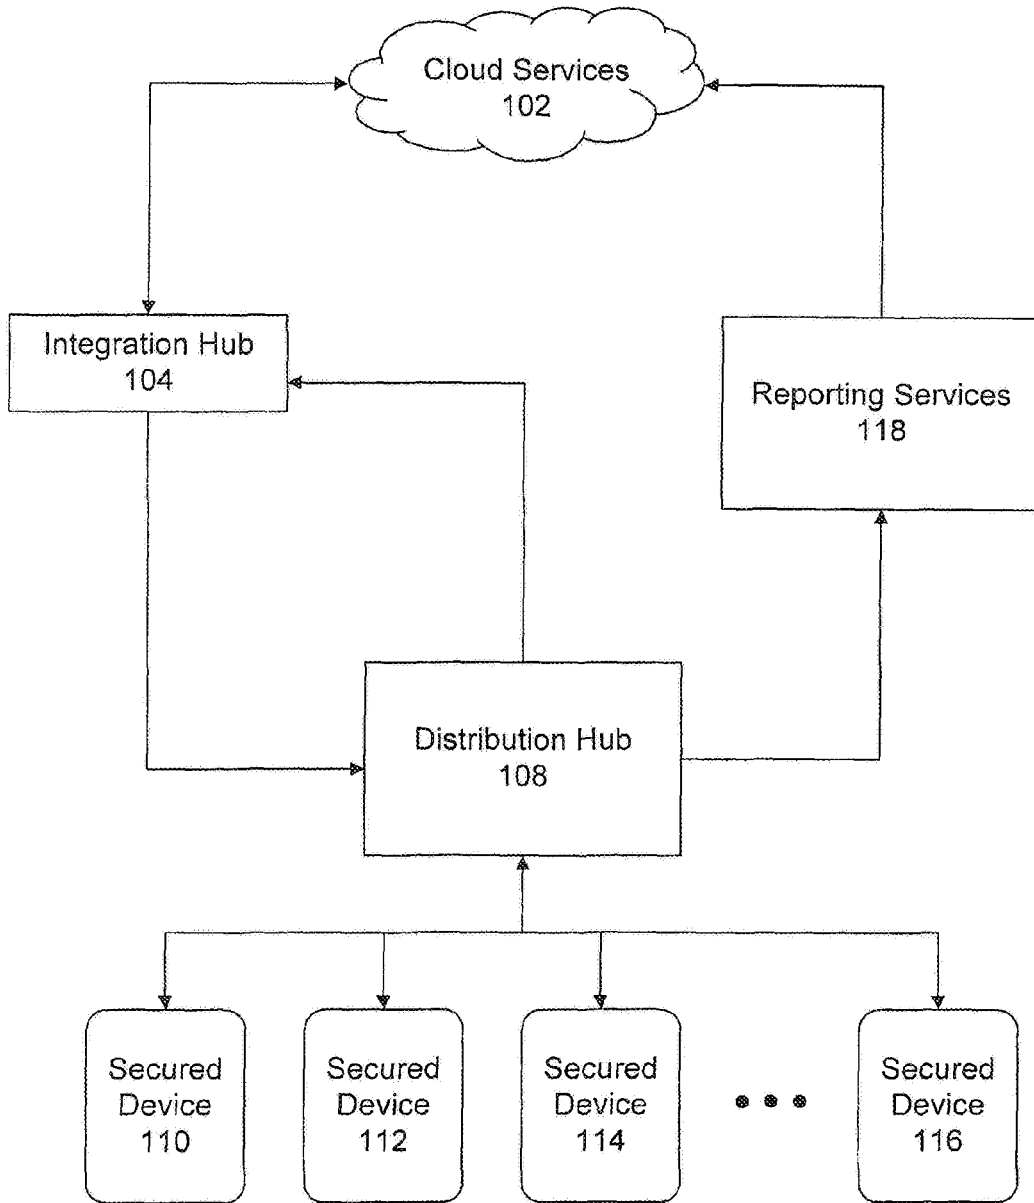 Cloud Services
102
Integration Hub
104
Reporting Services
118
Distribution Hub
108
Secured
Device
110
Secured
Device
112
Secured
Device
114
Secured
Device
116